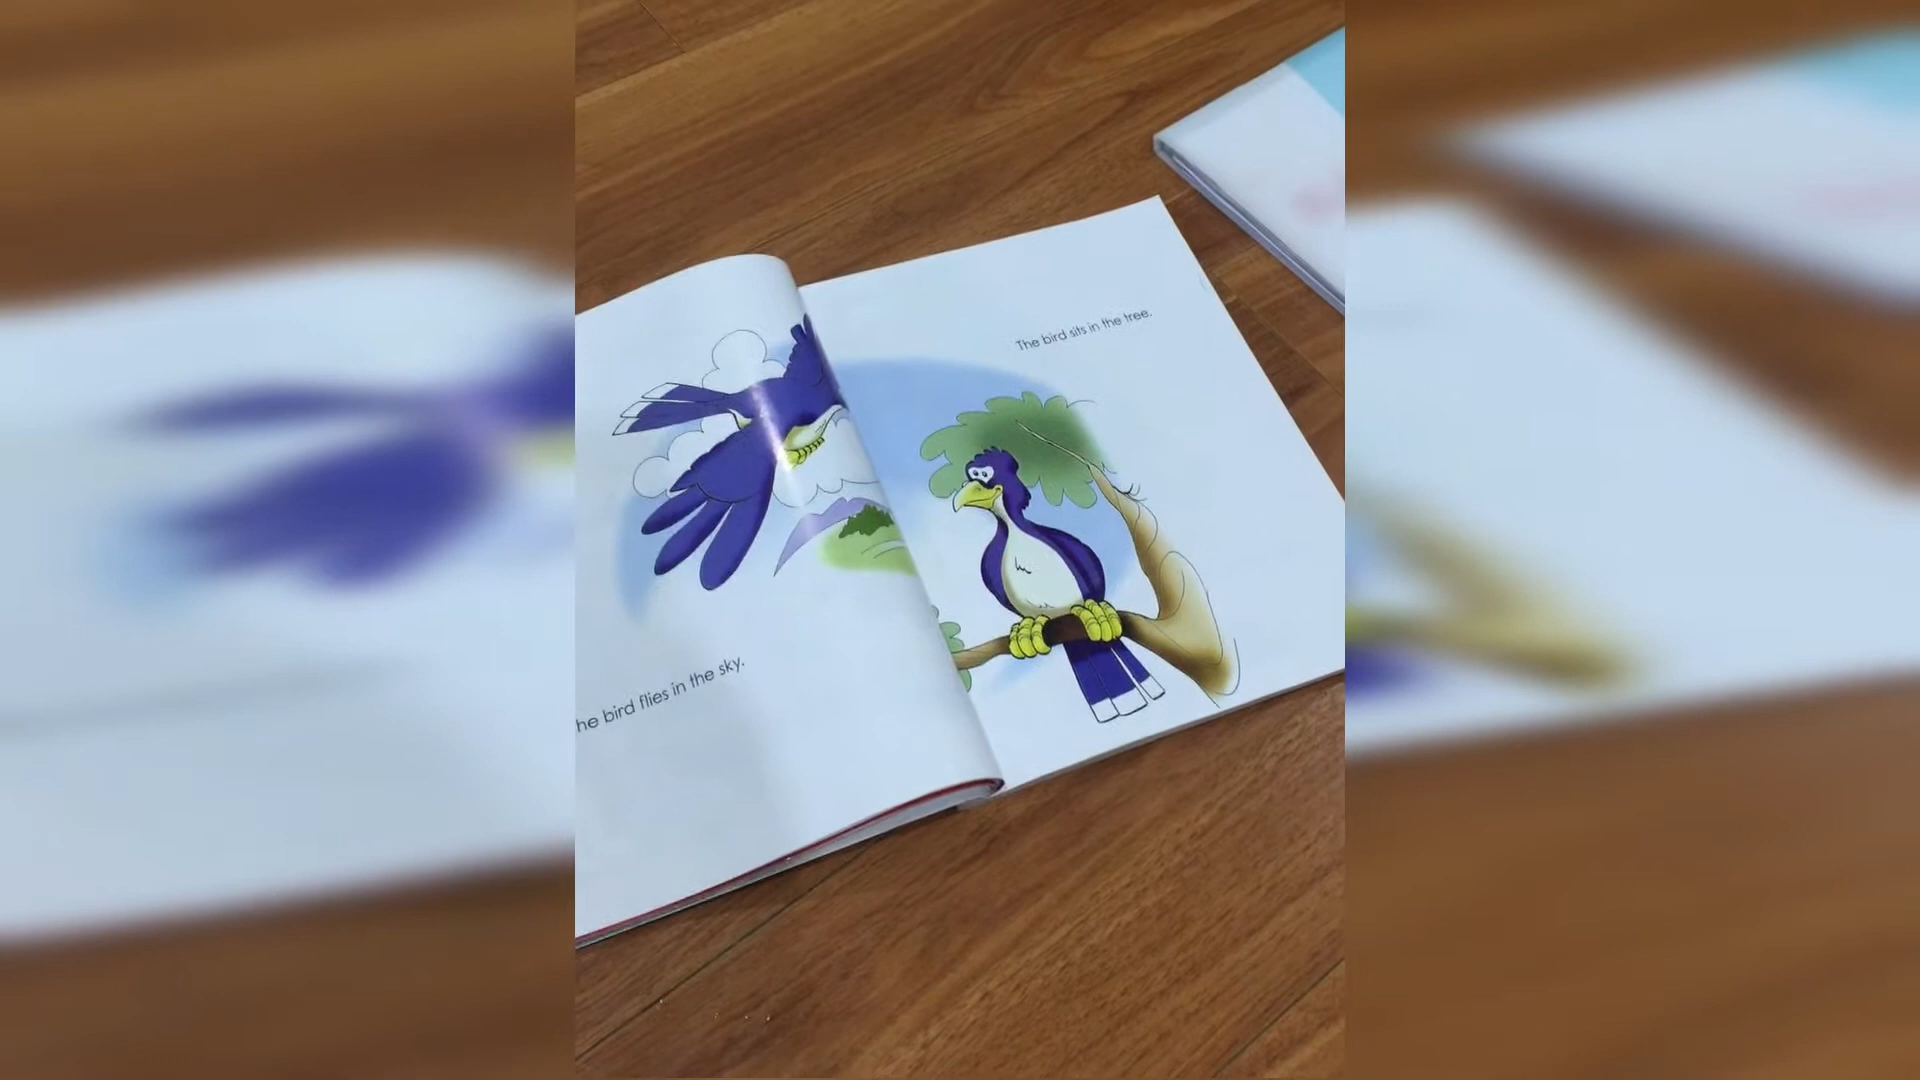 he bird flies in the sky.
The bird sits in the tree.